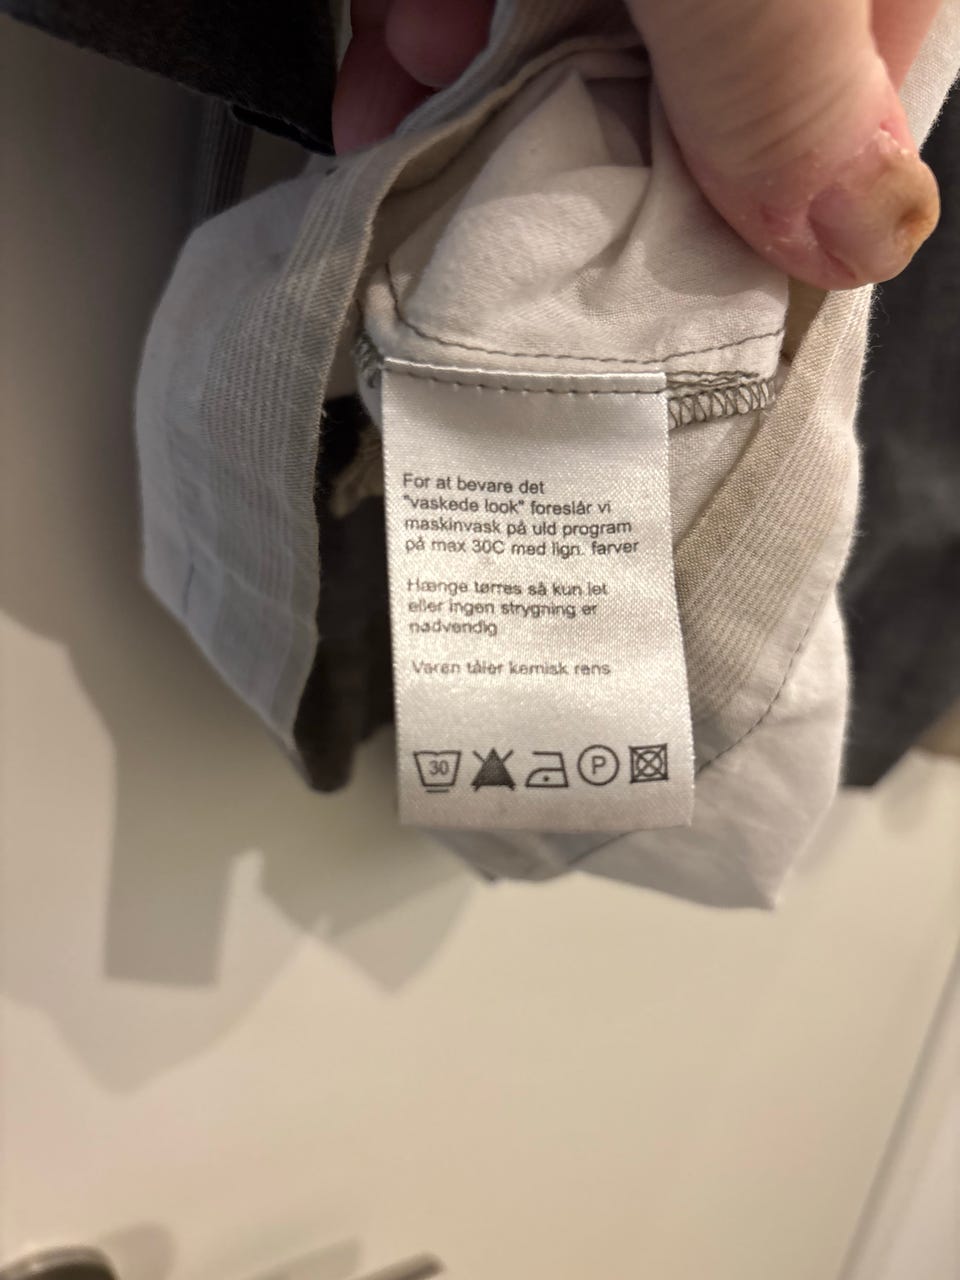 For at bevare det
"vaskede look" foreslår vi
maskinvask på uld program
på max 30C med lign. farver
Hænge tørres så kun let
eller ingen strygning er
nødvendig
Varen tåler kemisk rens
30 P